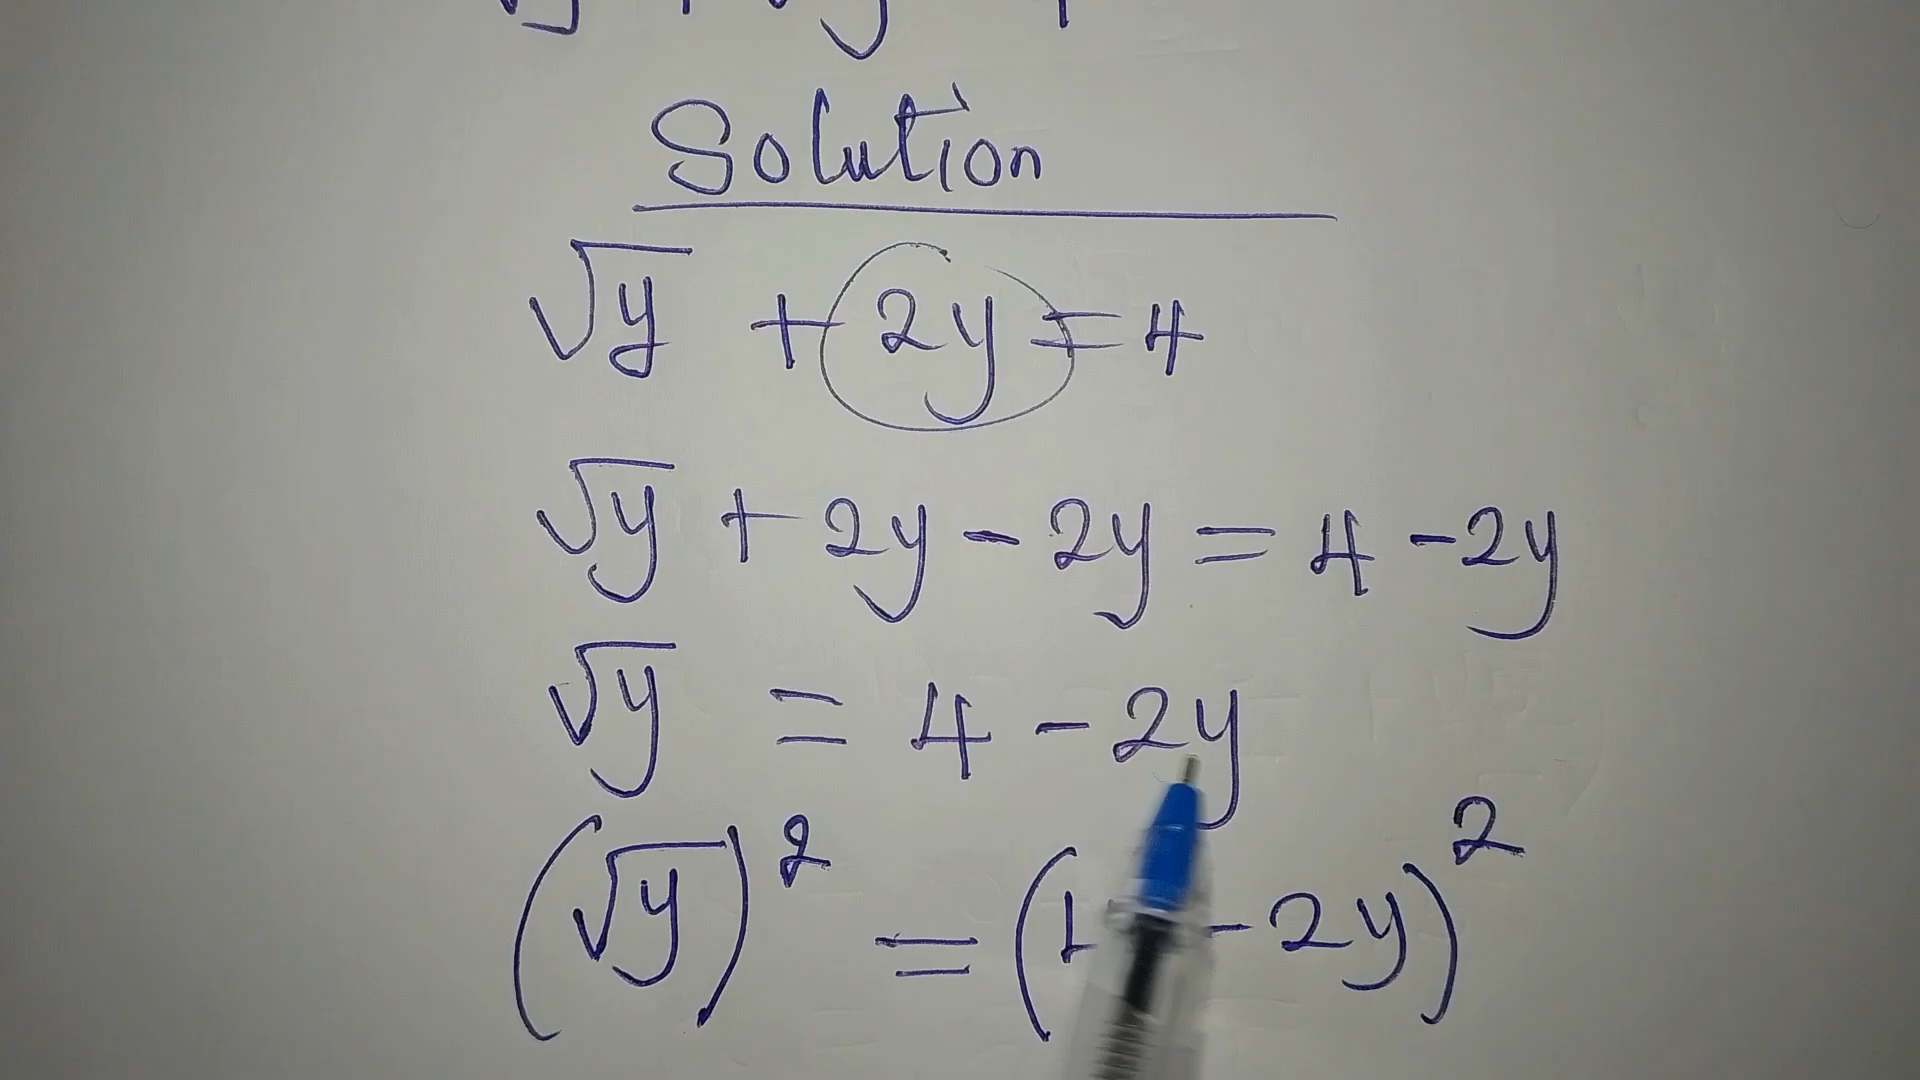 Solution
√y + 2y = 4
√y + 2y - 2y = 4 - 2y
√y = 4 - 2y
(√y)² = (4 - 2y)²